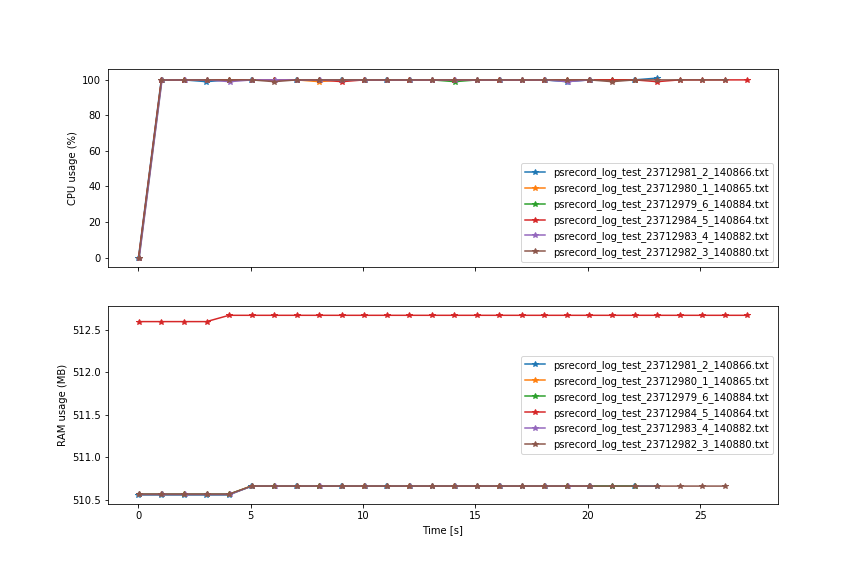 100
80
60
40
20
0
CPU usage (%)
psrecord_log_test_23712981_2_140866.txt
psrecord_log_test_23712980_1_140865.txt
psrecord_log_test_23712979_6_140884.txt
psrecord_log_test_23712984_5_140864.txt
psrecord_log_test_23712983_4_140882.txt
psrecord_log_test_23712982_3_140880.txt
512.5
512.0
511.5
511.0
510.5
RAM usage (MB)
psrecord_log_test_23712981_2_140866.txt
psrecord_log_test_23712980_1_140865.txt
psrecord_log_test_23712979_6_140884.txt
psrecord_log_test_23712984_5_140864.txt
psrecord_log_test_23712983_4_140882.txt
psrecord_log_test_23712982_3_140880.txt
0 5 10 15 20 25
Time [s]